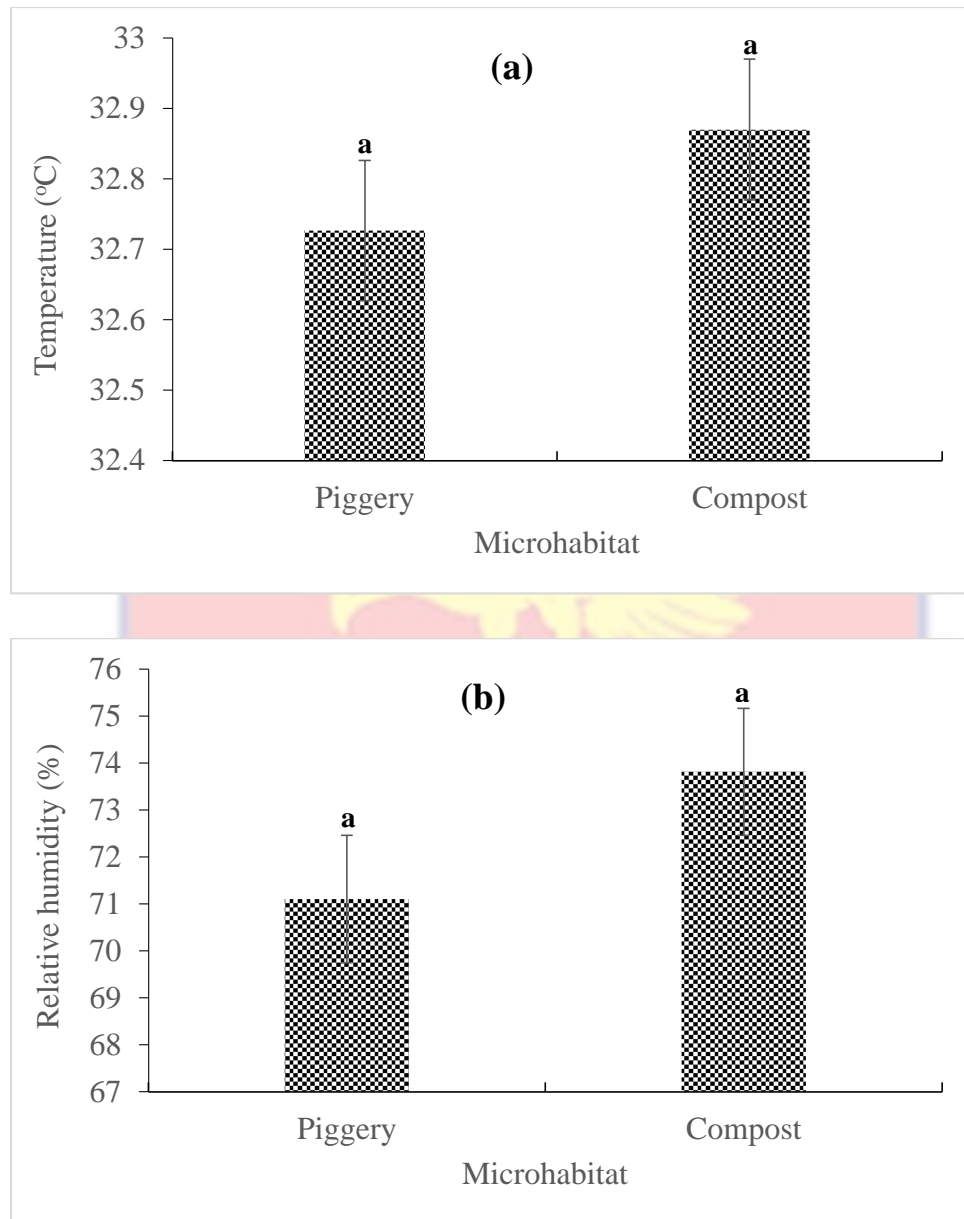 (a)
a
a
33
32.9
32.8
32.7
32.6
32.5
32.4
Temperature (°C)
Piggery Compost
Microhabitat
(b)
a
a
76
75
74
73
72
71
70
69
68
67
Relative humidity (%)
Piggery Compost
Microhabitat